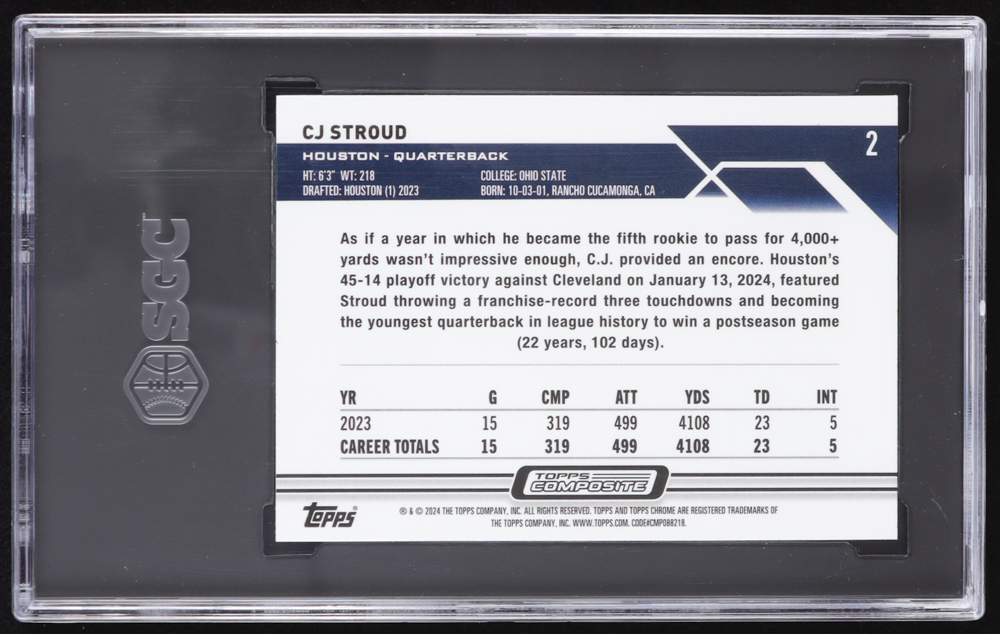 CJ STROUD
2
HOUSTON - QUARTERBACK
HT: 6'3" WT: 218 COLLEGE: OHIO STATE
DRAFTED: HOUSTON (1) 2023 BORN: 10-03-01, RANCHO CUCAMONGA, CA
As if a year in which he became the fifth rookie to pass for 4,000+
yards wasn't impressive enough, C.J. provided an encore. Houston's
45-14 playoff victory against Cleveland on January 13, 2024, featured
Stroud throwing a franchise-record three touchdowns and becoming
the youngest quarterback in league history to win a postseason game
(22 years, 102 days).
YR G CMP ATT YDS TD INT
2023 15 319 499 4108 23 5
CAREER TOTALS 15 319 499 4108 23 5
TOPPS
COMPOSITE
Topps®
® & © 2024 THE TOPPS COMPANY, INC. ALL RIGHTS RESERVED. TOPPS AND TOPPS CHROME ARE REGISTERED TRADEMARKS OF
THE TOPPS COMPANY, INC. WWW.TOPPS.COM. CODE#CMP088218.
SGC